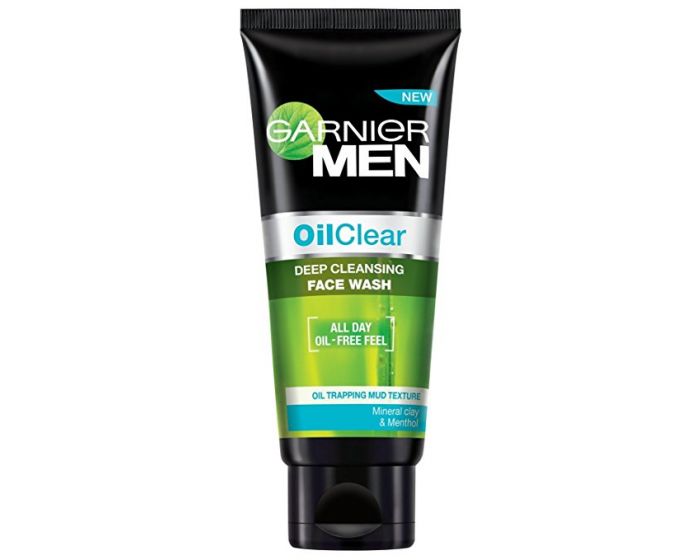 NEW
GARNIER
MEN
OilClear
DEEP CLEANSING
FACE WASH
ALL DAY
OIL-FREE FEEL
OIL TRAPPING MUD TEXTURE
Mineral clay
& Menthol